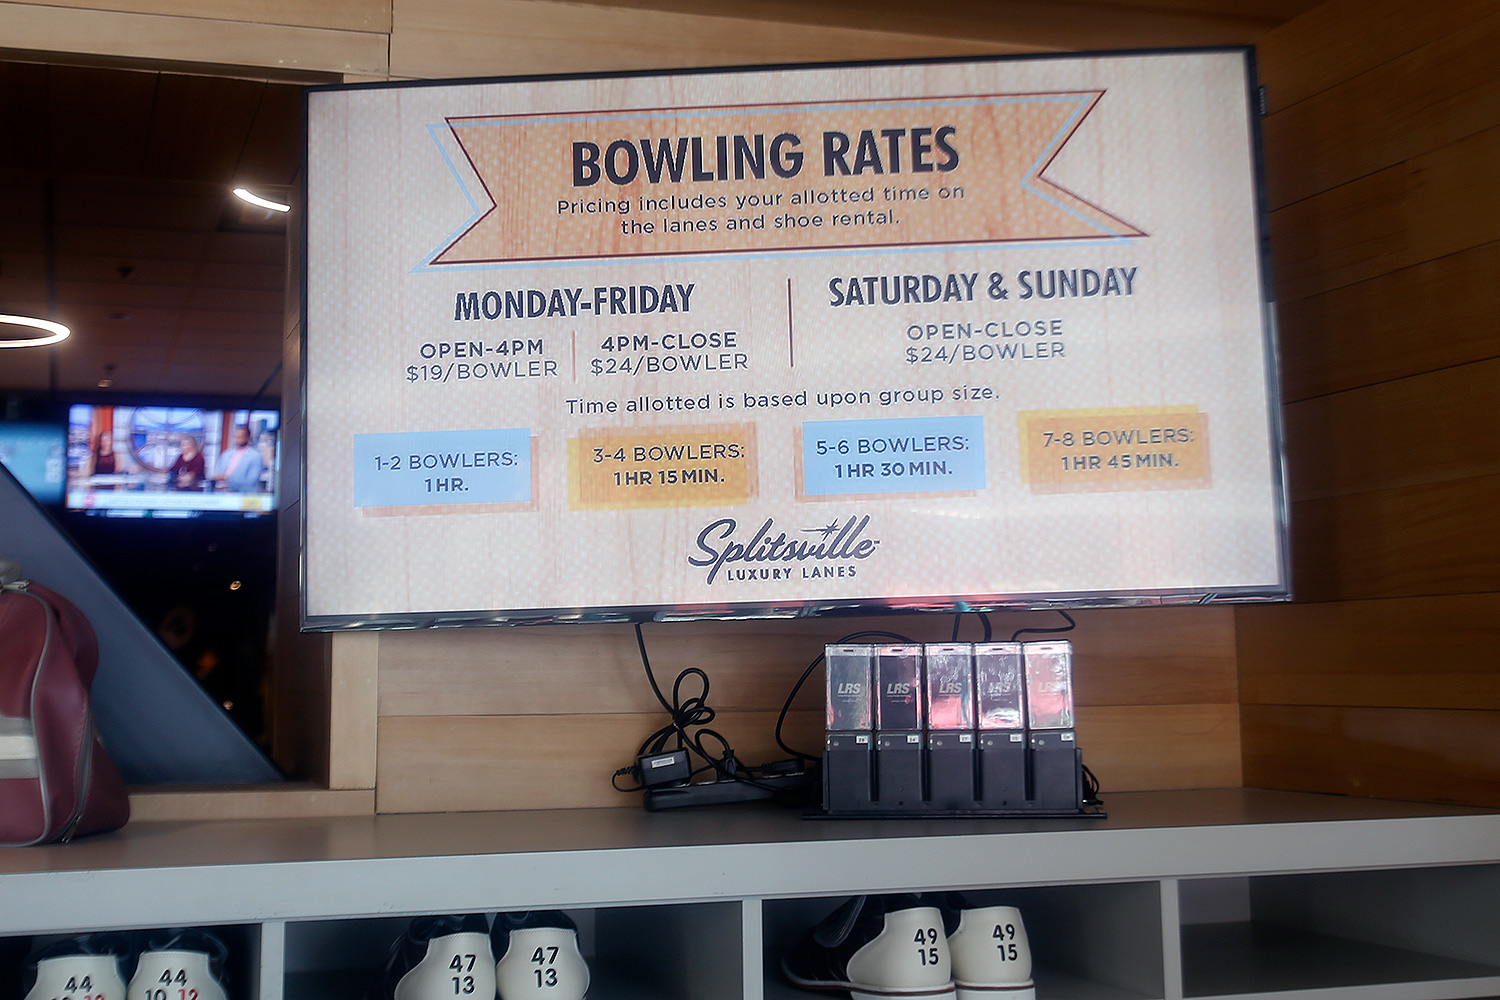 BOWLING RATES
Pricing includes your allotted time on
the lanes and shoe rental.
MONDAY-FRIDAY
OPEN-4PM
$19/BOWLER
4PM-CLOSE
$24/BOWLER
SATURDAY & SUNDAY
OPEN-CLOSE
$24/BOWLER
Time allotted is based upon group size.
1-2 BOWLERS:
1 HR.
3-4 BOWLERS:
1 HR 15 MIN.
5-6 BOWLERS:
1 HR 30 MIN.
7-8 BOWLERS:
1 HR 45 MIN.
Splitsville
LUXURY LANES
LRS LRS LRS LRS LRS
44
44
10 12
47
13
47
13
49
15
49
15